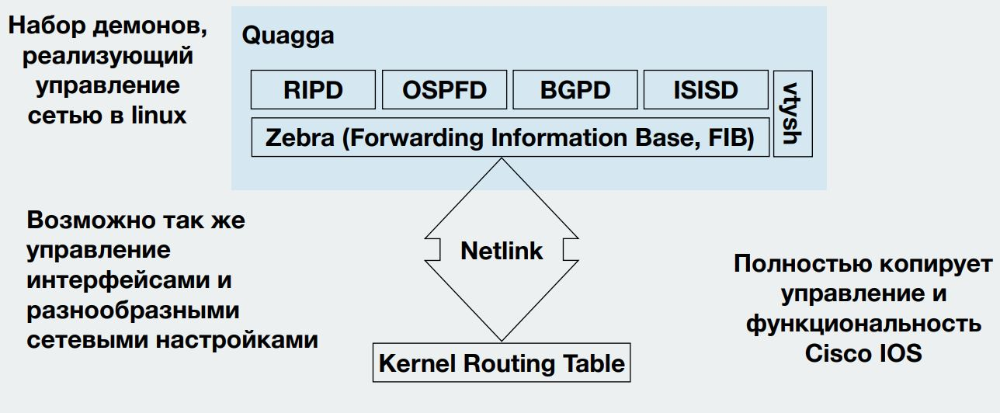 Набор демонов,
реализующий
управление
сетью в linux
Quagga
RIPD
OSPFD
BGPD
ISISD
vtysh
Zebra (Forwarding Information Base, FIB)
Возможно так же
управление
интерфейсами и
разнообразными
сетевыми настройками
Netlink
Полностью копирует
управление и
функциональность
Cisco IOS
Kernel Routing Table